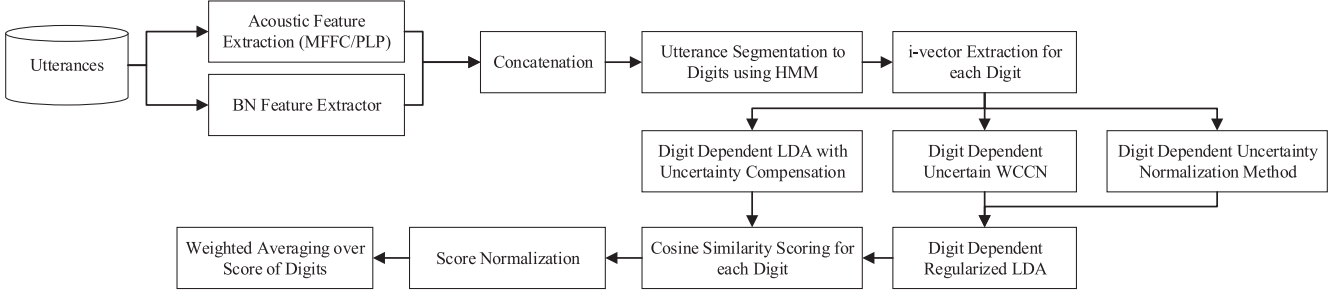 Utterances
Acoustic Feature
Extraction (MFFC/PLP)
BN Feature Extractor
Concatenation
Utterance Segmentation to
Digits using HMM
i-vector Extraction for
each Digit
Digit Dependent LDA with
Uncertainty Compensation
Digit Dependent
Uncertain WCCN
Digit Dependent Uncertainty
Normalization Method
Weighted Averaging over
Score of Digits
Score Normalization
Cosine Similarity Scoring for
each Digit
Digit Dependent
Regularized LDA